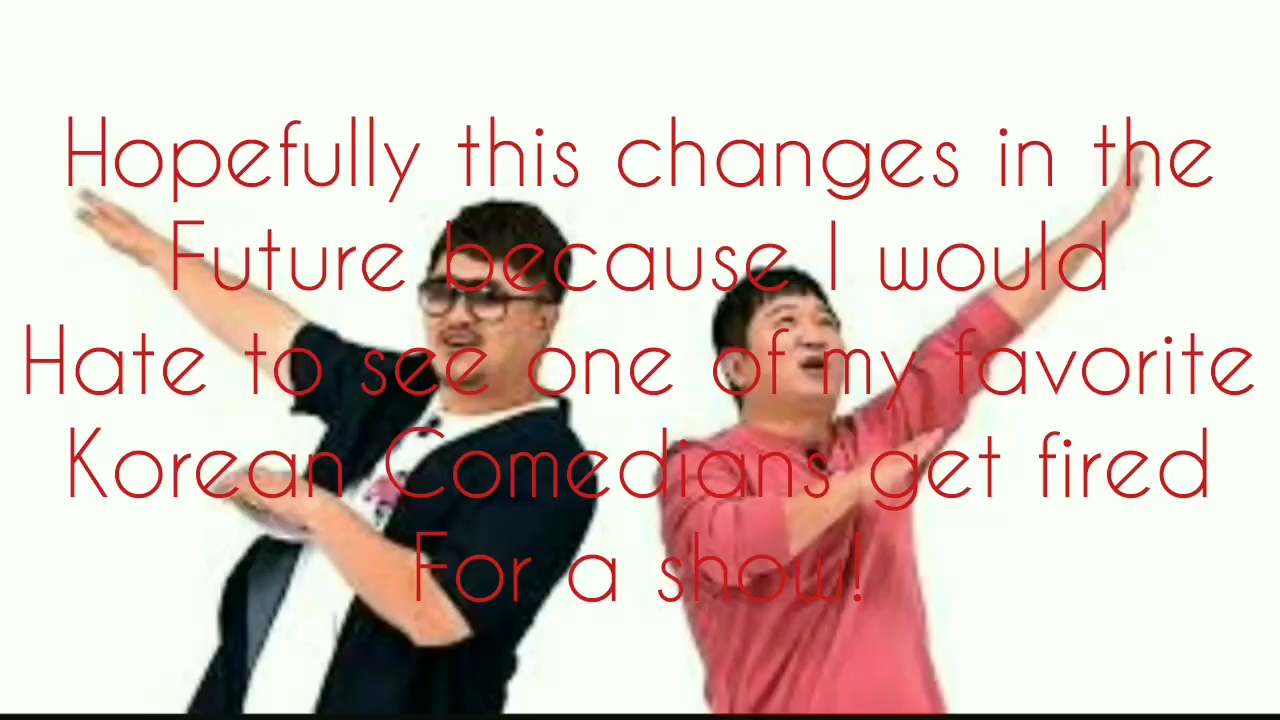 Hopefully this changes in the
Future because I would
Hate to see one of my favorite
Korean Comedians get fired
For a show!